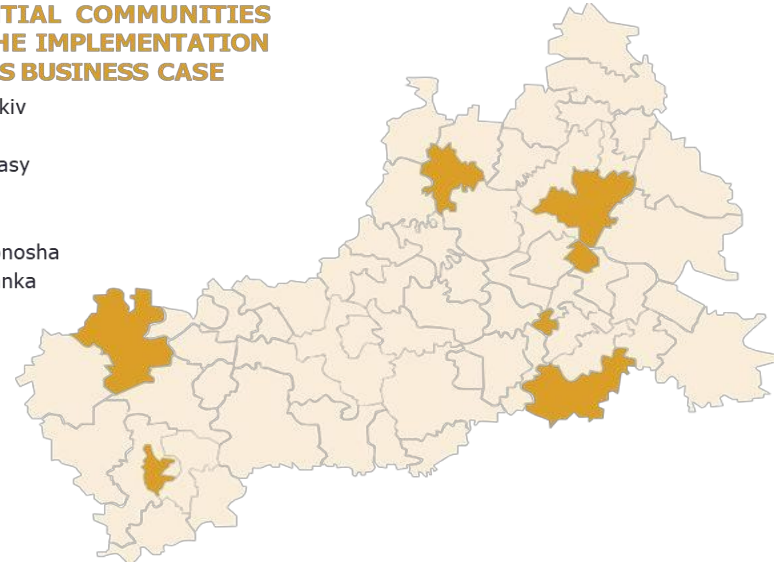 TIAL COMMUNITIES
HE IMPLEMENTATION
S BUSINESS CASE
kiv
asy
nosha
nka